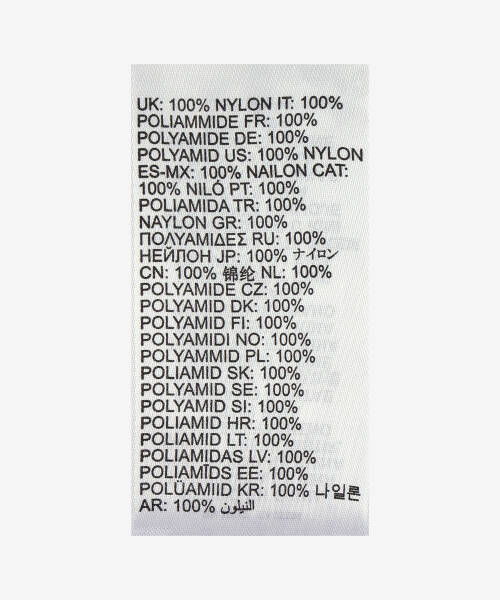 UK: 100% NYLON IT: 100%
POLIAMMIDE FR: 100%
POLYAMIDE DE: 100%
POLYAMID US: 100% NYLON
ES-MX: 100% NAILON CAT:
100% NILÓ PT: 100%
POLIAMIDA TR: 100%
NAYLON GR: 100%
ΠΟΛΥΑΜΙΔΕΣ RU: 100%
НЕЙЛОН JP: 100% ナイロン
CN: 100% 锦纶 NL: 100%
POLYAMIDE CZ: 100%
POLYAMID DK: 100%
POLYAMID FI: 100%
POLYAMIDI NO: 100%
POLYAMMID PL: 100%
POLIAMID SK: 100%
POLYAMID SE: 100%
POLYAMID SI: 100%
POLIAMID HR: 100%
POLIAMID LT: 100%
POLIAMIDAS LV: 100%
POLIAMĪDS EE: 100%
POLÜAMIID KR: 100% 나일론
AR: 100% النيلون